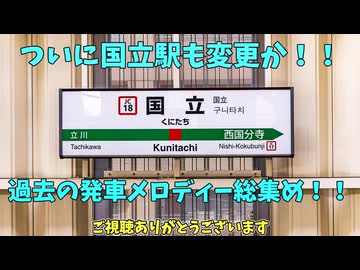 ついに国立駅も変更か！！
JC
18
国立
国立
구니타치
くにたち
立川
Tachikawa
Kunitachi
西国分寺
Nishi-Kokubunji
過去の発車メロディー総集め！！
ご視聴ありがとうございます